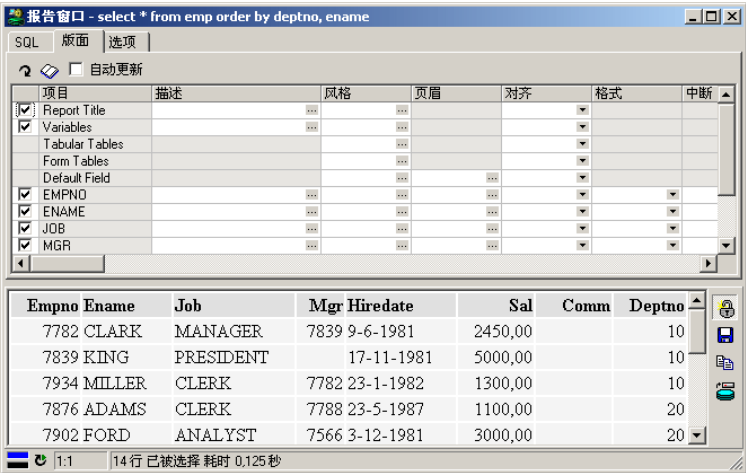 报告窗口 - select * from emp order by deptno, ename
SQL 版面 选项
自动更新
项目 描述 风格 页眉 对齐 格式 中断
Report Title
Variables
Tabular Tables
Form Tables
Default Field
EMPNO
ENAME
JOB
MGR
Empno Ename Job Mgr Hiredate Sal Comm Deptno
7782 CLARK MANAGER 7839 9-6-1981 2450,00 10
7839 KING PRESIDENT 17-11-1981 5000,00 10
7934 MILLER CLERK 7782 23-1-1982 1300,00 10
7876 ADAMS CLERK 7788 23-5-1987 1100,00 20
7902 FORD ANALYST 7566 3-12-1981 3000,00 20
1:1 14行 已被选择 耗时 0,125秒